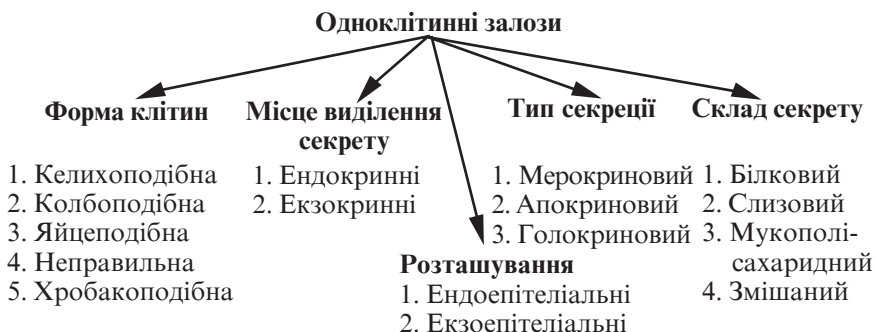 Одноклітинні залози
Форма клітин
1. Келихоподібна
2. Колбоподібна
3. Яйцеподібна
4. Неправильна
5. Хробакоподібна
Місце виділення
секрету
1. Ендокринні
2. Екзокринні
Розташування
1. Ендоепітеліальні
2. Екзоепітеліальні
Тип секреції
1. Мерокриновий
2. Апокриновий
3. Голокриновий
Склад секрету
1. Білковий
2. Слизовий
3. Мукополі-
сахаридний
4. Змішаний